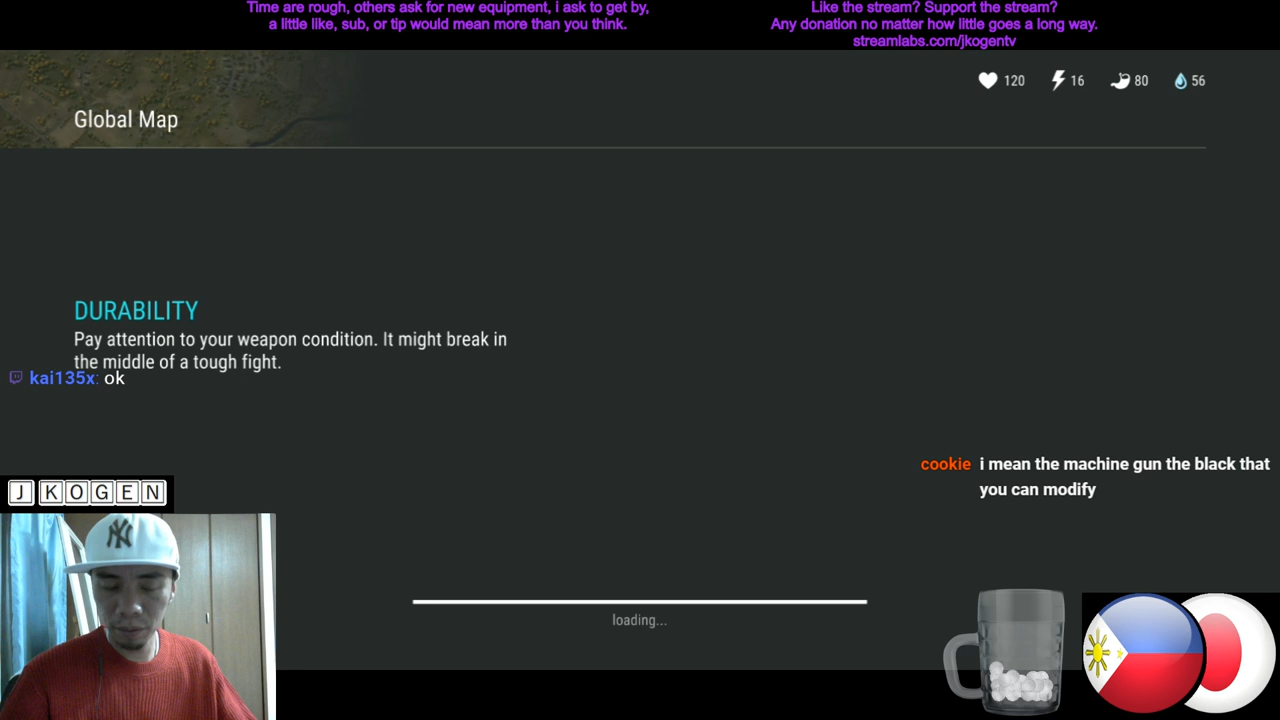 Time are rough, others ask for new equipment, i ask to get by,
a little like, sub, or tip would mean more than you think.
Like the stream? Support the stream?
Any donation no matter how little goes a long way.
streamlabs.com/jkogentv
120
16
80
56
Global Map
DURABILITY
Pay attention to your weapon condition. It might break in
the middle of a tough fight.
kai135x: ok
cookie i mean the machine gun the black that
you can modify
J KOGEN
NY
loading...